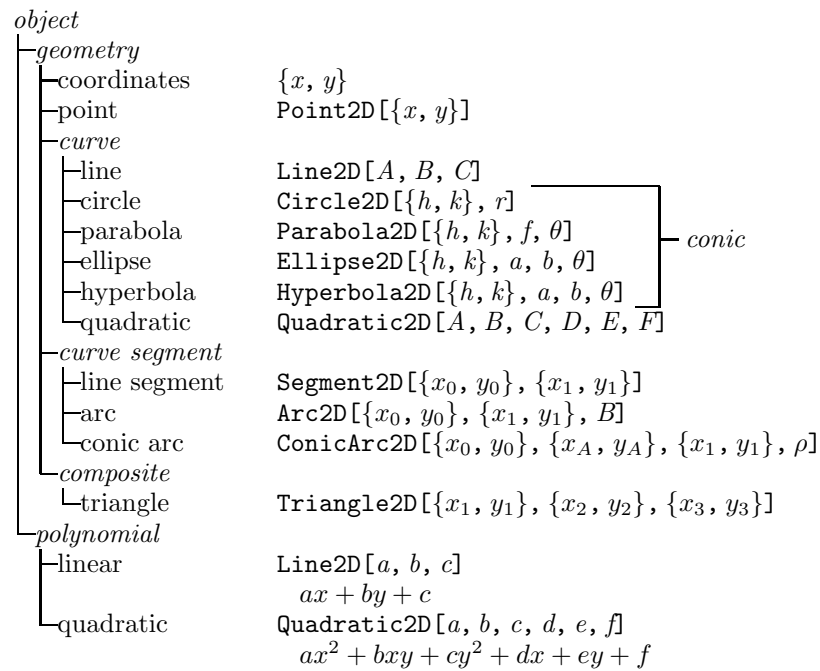 object
geometry
coordinates {x, y}
point Point2D[{x, y}]
curve
line Line2D[A, B, C]
circle Circle2D[{h, k}, r]
parabola Parabola2D[{h, k}, f, θ]
conic
ellipse Ellipse2D[{h, k}, a, b, θ]
hyperbola Hyperbola2D[{h, k}, a, b, θ]
quadratic Quadratic2D[A, B, C, D, E, F]
curve segment
line segment Segment2D[{x₀, y₀}, {x₁, y₁}]
arc Arc2D[{x₀, y₀}, {x₁, y₁}, B]
conic arc ConicArc2D[{x₀, y₀}, {x_A, y_A}, {x₁, y₁}, ρ]
composite
triangle Triangle2D[{x₁, y₁}, {x₂, y₂}, {x₃, y₃}]
polynomial
linear Line2D[a, b, c]
ax + by + c
quadratic Quadratic2D[a, b, c, d, e, f]
ax² + bxy + cy² + dx + ey + f